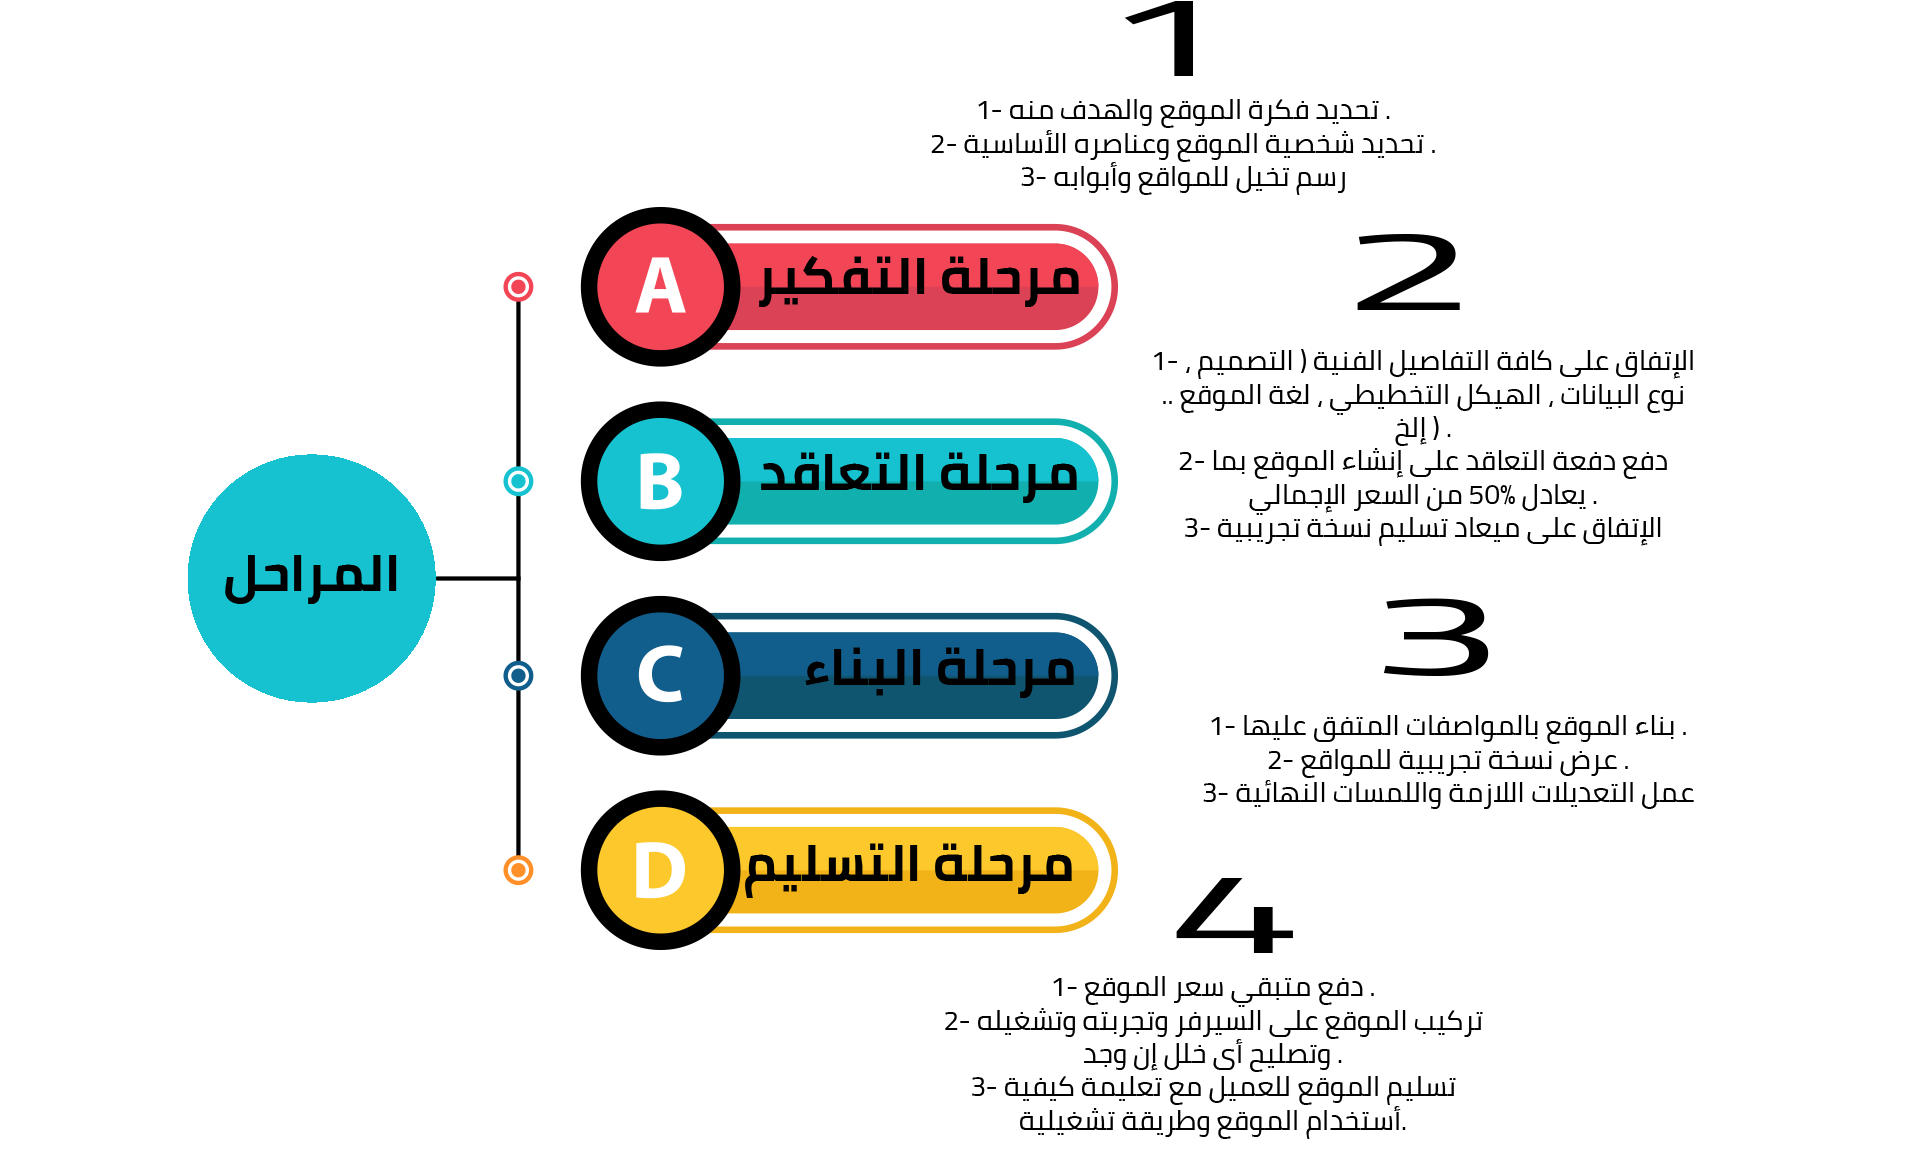 المراحل
A
مرحلة التفكير
B
مرحلة التعاقد
C
مرحلة البناء
D
مرحلة التسليم
1
1- تحديد فكرة الموقع والهدف منه .
2- تحديد شخصية الموقع وعناصره الأساسية .
3- رسم تخيل للمواقع وأبوابه
2
1- الإتفاق على كافة التفاصيل الفنية ( التصميم ،
نوع البيانات ، الهيكل التخطيطي ، لغة الموقع ..
إلخ ) .
2- دفع دفعة التعاقد على إنشاء الموقع بما
يعادل 50% من السعر الإجمالي .
3- الإتفاق على ميعاد تسليم نسخة تجريبية
3
1- بناء الموقع بالمواصفات المتفق عليها .
2- عرض نسخة تجريبية للمواقع .
3- عمل التعديلات اللازمة واللمسات النهائية
4
1- دفع متبقي سعر الموقع .
2- تركيب الموقع على السيرفر وتجربته وتشغيله
وتصليح أى خلل إن وجد .
3- تسليم الموقع للعميل مع تعليمة كيفية
أستخدام الموقع وطريقة تشغيلية.